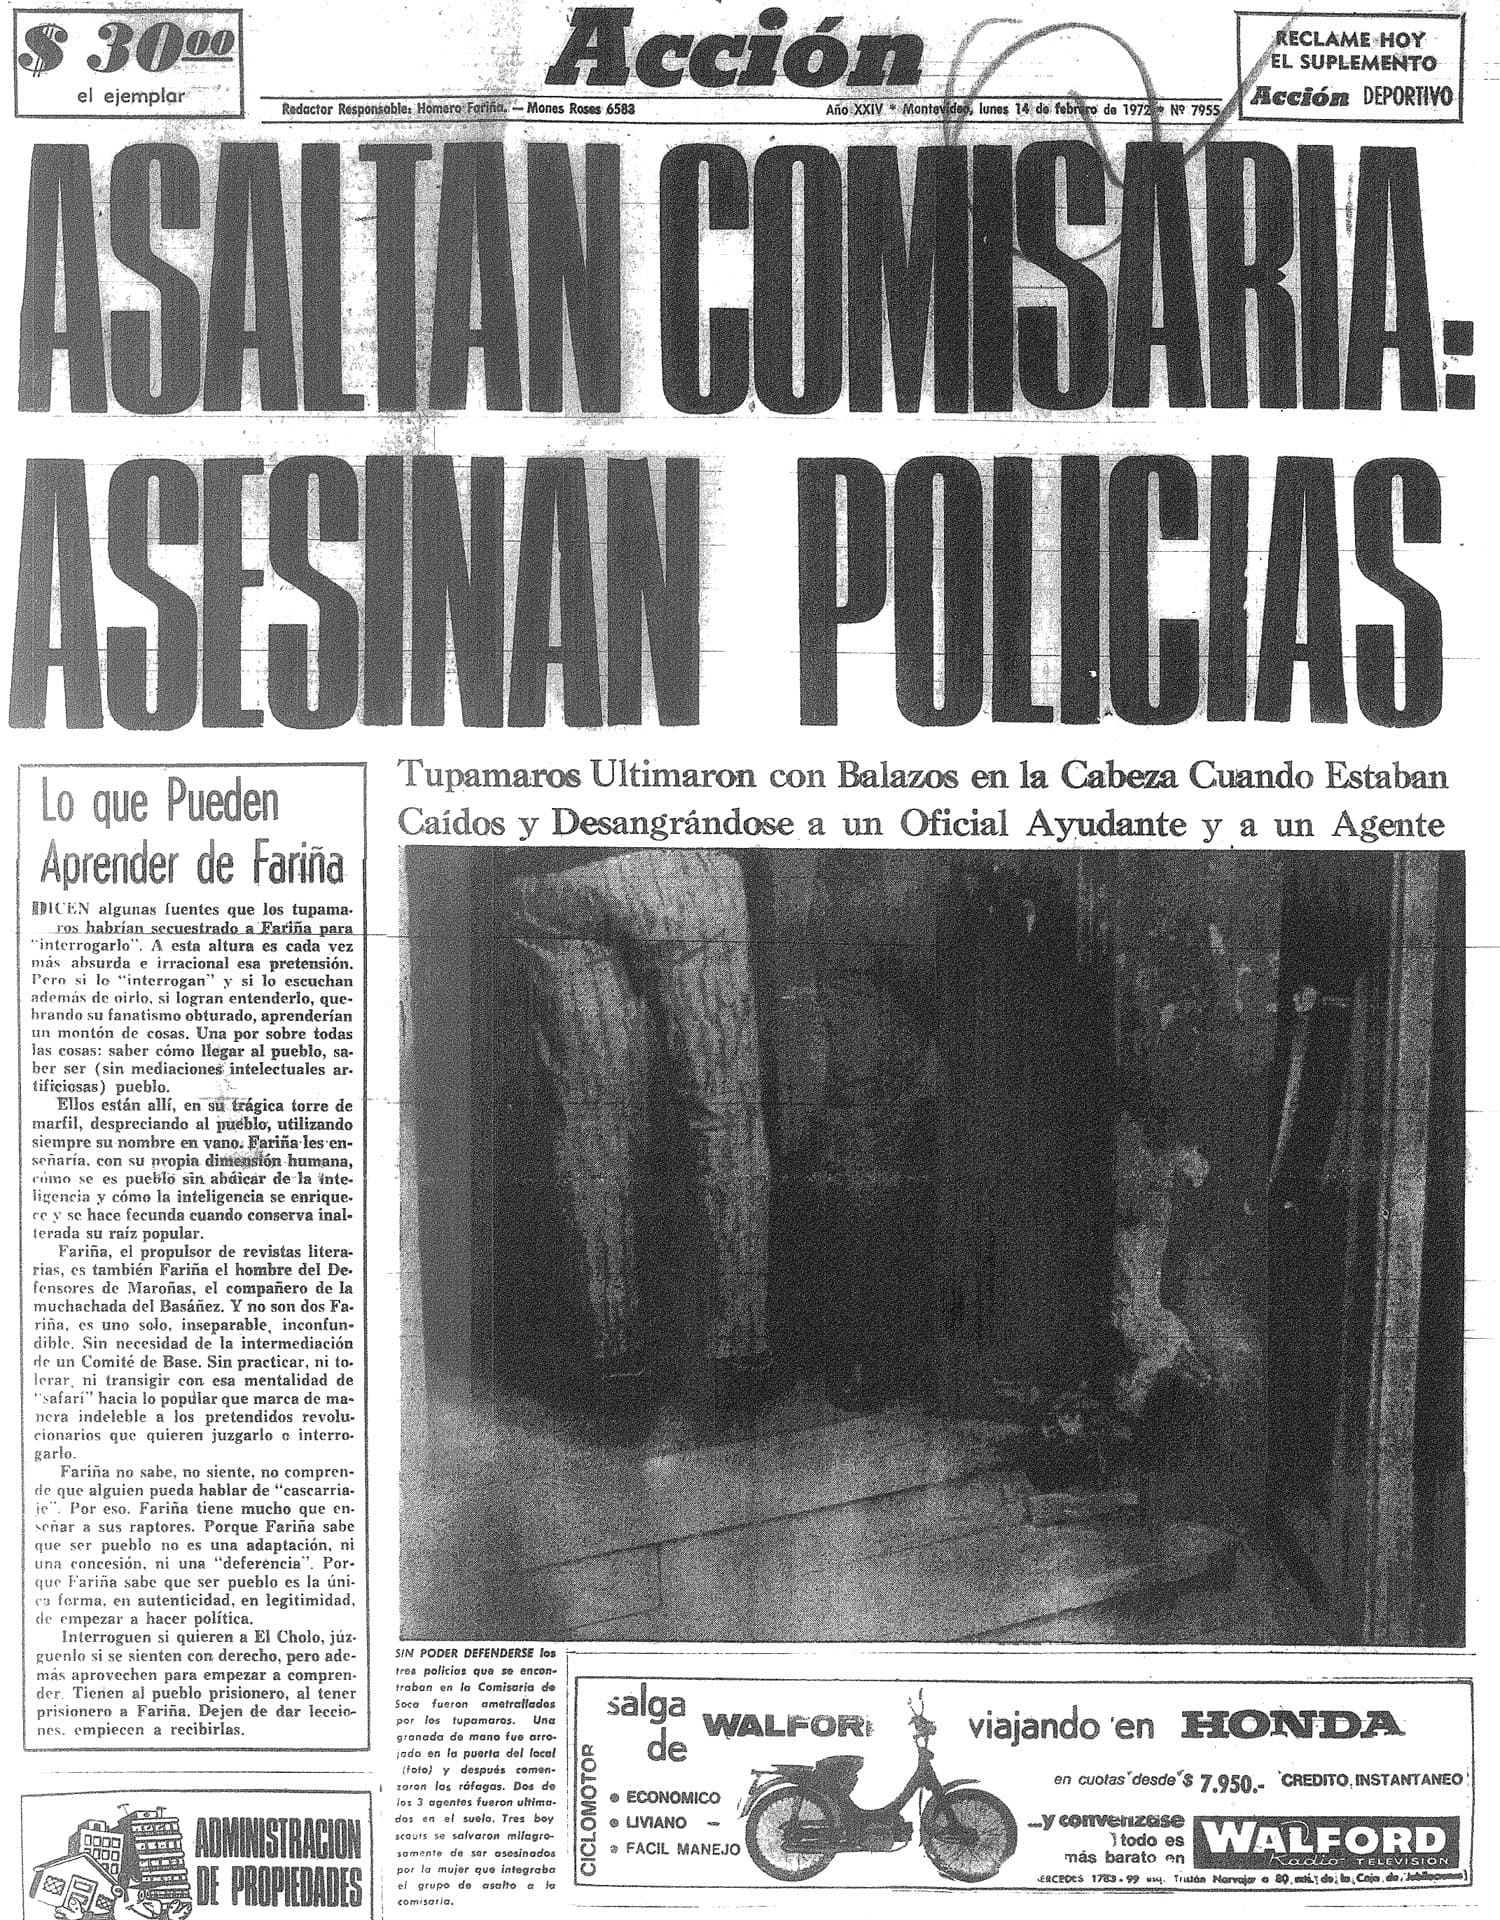 $ 30.00
el ejemplar
Acción
RECLAME HOY
EL SUPLEMENTO
Acción DEPORTIVO
Redactor Responsable: Homero Fariña. — Mones Roses 6583
Año XXIV * Montevideo, lunes 14 de febrero de 1972 * Nº 7955
ASALTAN COMISARIA:
ASESINAN POLICIAS
Lo que Pueden
Aprender de Fariña
DICEN algunas fuentes que los tupama-
ros habrían secuestrado a Fariña para
"interrogarlo". A esta altura es cada vez
más absurda e irracional esa pretensión.
Pero si lo "interrogan" y si lo escuchan
además de oirlo, si logran entenderlo, que-
brando su fanatismo obturado, aprenderían
un montón de cosas. Una por sobre todas
las cosas: saber cómo llegar al pueblo, sa-
ber ser (sin mediaciones intelectuales ar-
tificiosas) pueblo.
Ellos están allí, en su trágica torre de
marfil, despreciando al pueblo, utilizando
siempre su nombre en vano. Fariña les en-
señaría, con su propia dimensión humana,
cómo se es pueblo sin abdicar de la inte-
ligencia y cómo la inteligencia se enrique-
ce y se hace fecunda cuando conserva inal-
terada su raíz popular.
Fariña, el propulsor de revistas litera-
rias, es también Fariña el hombre del De-
fensores de Maroñas, el compañero de la
muchachada del Basáñez. Y no son dos Fa-
riña, es uno solo, inseparable, inconfun-
dible. Sin necesidad de la intermediación
de un Comité de Base. Sin practicar, ni to-
lerar, ni transigir con esa mentalidad de
"safari" hacia lo popular que marca de ma-
nera indeleble a los pretendidos revolu-
cionarios que quieren juzgarlo o interro-
garlo.
Fariña no sabe, no siente, no compren-
de que alguien pueda hablar de "cascarria-
je". Por eso, Fariña tiene mucho que en-
señar a sus raptores. Porque Fariña sabe
que ser pueblo no es una adaptación, ni
una concesión, ni una "deferencia". Por-
que Fariña sabe que ser pueblo es la úni-
ca forma, en autenticidad, en legitimidad,
de empezar a hacer política.
Interroguen si quieren a El Cholo, júz-
guenlo si se sienten con derecho, pero ade-
más aprovechen para empezar a compren-
der. Tienen al pueblo prisionero, al tener
prisionero a Fariña. Dejen de dar leccio-
nes, empiecen a recibirlas.
ADMINISTRACION
DE PROPIEDADES
Tupamaros Ultimaron con Balazos en la Cabeza Cuando Estaban
Caídos y Desangrándose a un Oficial Ayudante y a un Agente
SIN PODER DEFENDERSE los
tres policías que se encon-
traban en la Comisaría de
Soca fueron ametrallados
por los tupamaros. Una
granada de mano fue arro-
jada en la puerta del local
(foto) y después comen-
zaron las ráfagas. Dos de
los 3 agentes fueron ultima-
dos en el suelo. Tres boy
scouts se salvaron milagro-
samente de ser asesinados
por la mujer que integraba
el grupo de asalto a la
comisaría.
salga
de WALFORD viajando en HONDA
CICLOMOTOR
● ECONOMICO
● LIVIANO
● FACIL MANEJO
en cuotas desde $ 7.950.- CREDITO INSTANTANEO
...y convénzase
todo es
más barato en
WALFORD
Radio TELEVISION
MERCEDES 1783-99 esq. Tristán Narvaja a 80 mts. de la Caja de Jubilaciones